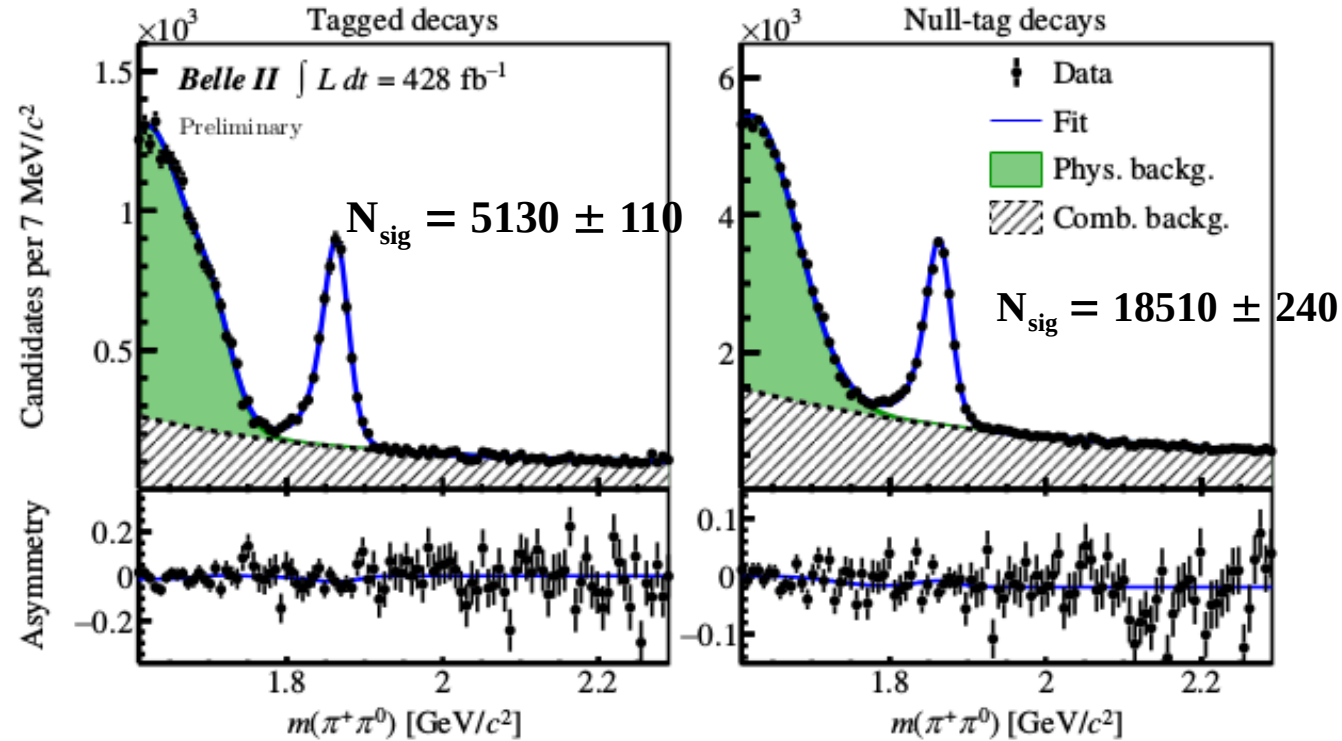 Tagged decays
×10³
Belle II ∫ L dt = 428 fb⁻¹
Preliminary
N_sig = 5130 ± 110
1.5
1
0.5
Candidates per 7 MeV/c²
0.2
0
−0.2
Asymmetry
1.8
2
2.2
m(π⁺π⁰) [GeV/c²]
Null-tag decays
×10³
Data
Fit
Phys. backg.
Comb. backg.
N_sig = 18510 ± 240
6
4
2
0.1
0
−0.1
1.8
2
2.2
m(π⁺π⁰) [GeV/c²]